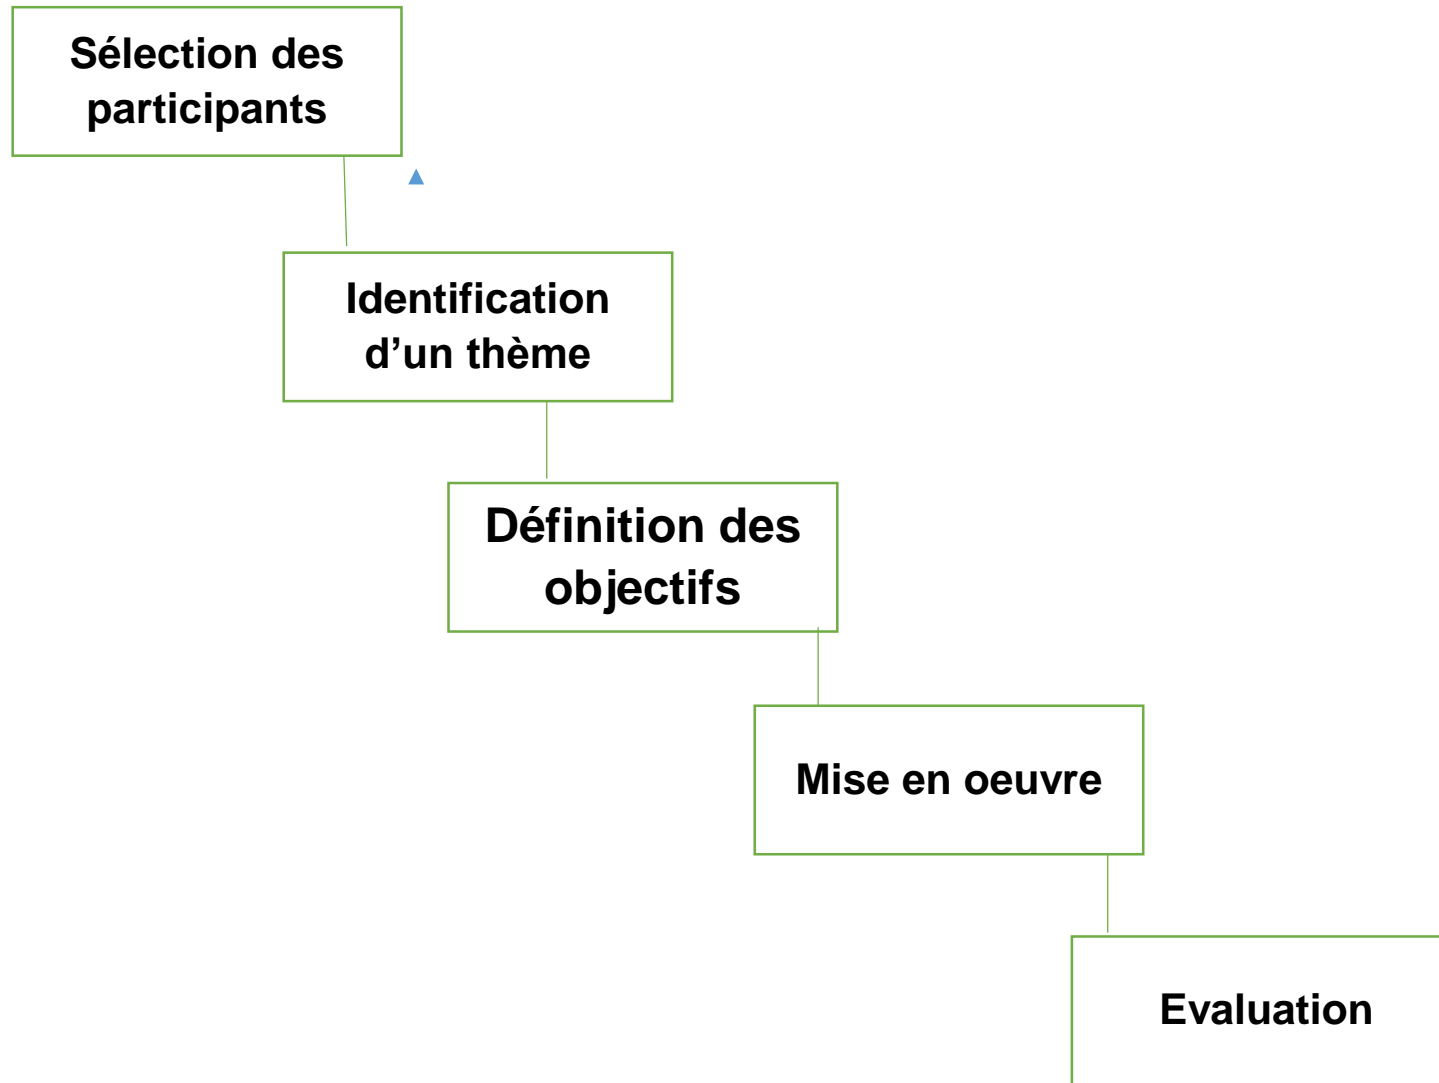 Sélection des
participants
Identification
d’un thème
Définition des
objectifs
Mise en oeuvre
Evaluation